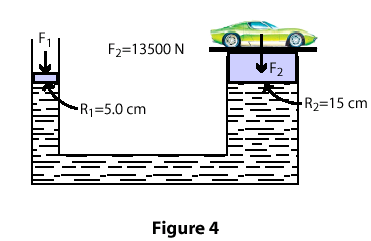 F₁
F₂=13500 N
F₂
R₁=5.0 cm
R₂=15 cm
Figure 4